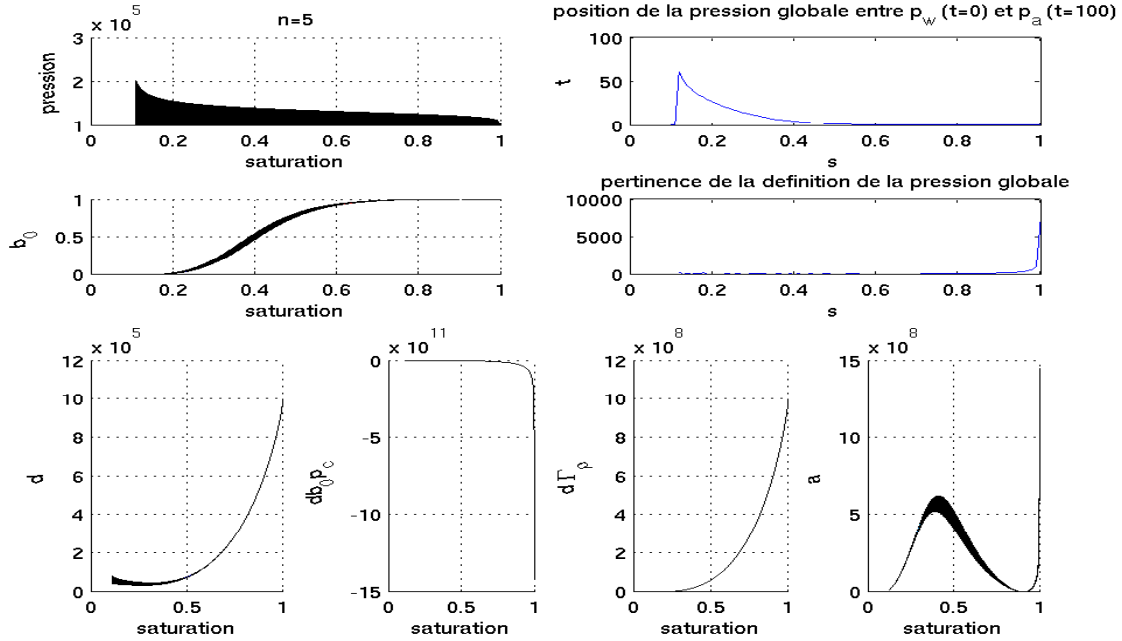 n=5
x 10^5
pression
3
2
1
0 0.2 0.4 0.6 0.8 1
saturation
position de la pression globale entre p_w (t=0) et p_a (t=100)
t
100
50
0
0 0.2 0.4 0.6 0.8 1
s
b_0
1
0.5
0
0 0.2 0.4 0.6 0.8 1
saturation
pertinence de la definition de la pression globale
10000
5000
0
0 0.2 0.4 0.6 0.8 1
s
x 10^5
d
12
10
8
6
4
2
0
0 0.5 1
saturation
x 10^11
db_0p_c
0
-5
-10
-15
0 0.5 1
saturation
x 10^8
dΓ_ρ
12
10
8
6
4
2
0
0 0.5 1
saturation
x 10^8
a
15
10
5
0
0 0.5 1
saturation